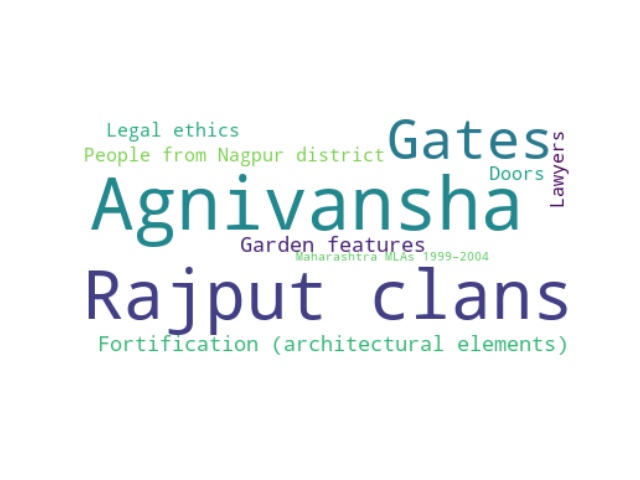 Legal ethics
Gates
Lawyers
People from Nagpur district
Doors
Agnivansha
Garden features
Maharashtra MLAs 1999–2004
Rajput clans
Fortification (architectural elements)